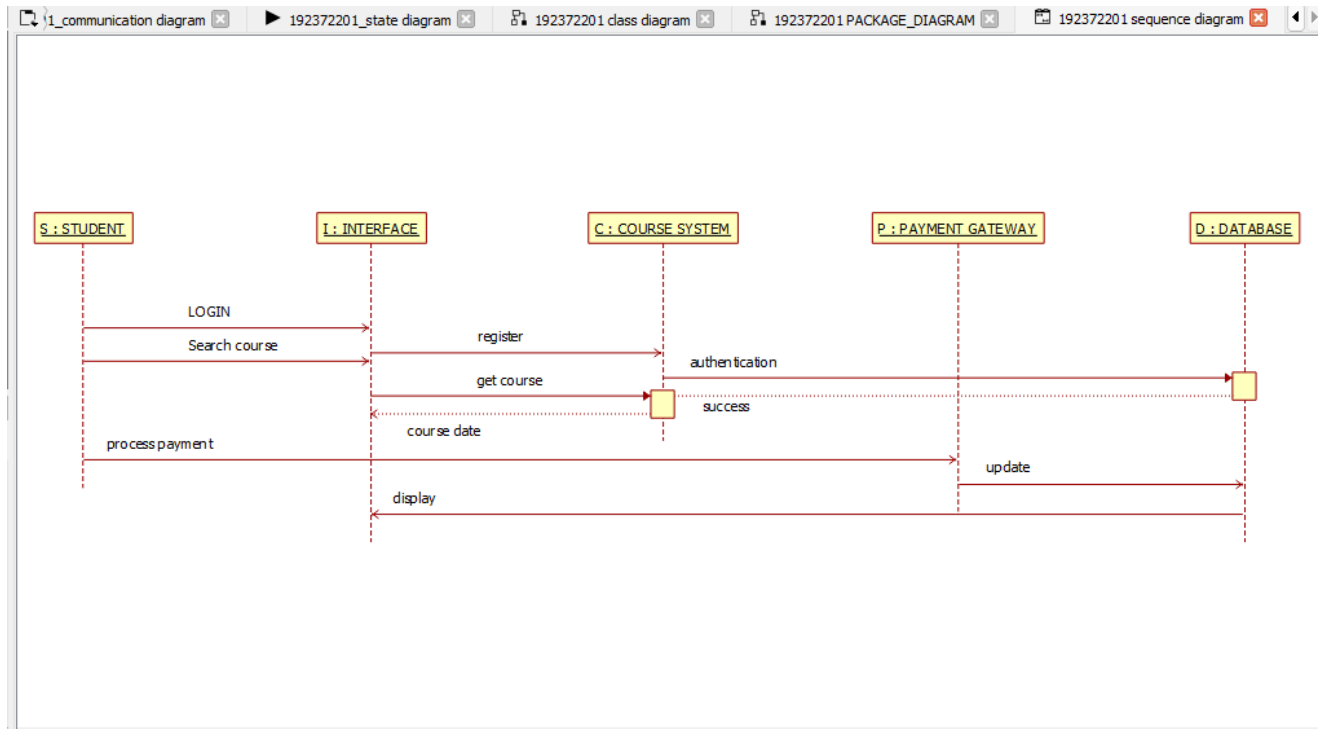 1_communication diagram
192372201_state diagram
192372201 class diagram
192372201 PACKAGE_DIAGRAM
192372201 sequence diagram
S : STUDENT
I : INTERFACE
C : COURSE SYSTEM
P : PAYMENT GATEWAY
D : DATABASE
LOGIN
register
Search course
authentication
get course
success
course date
process payment
update
display